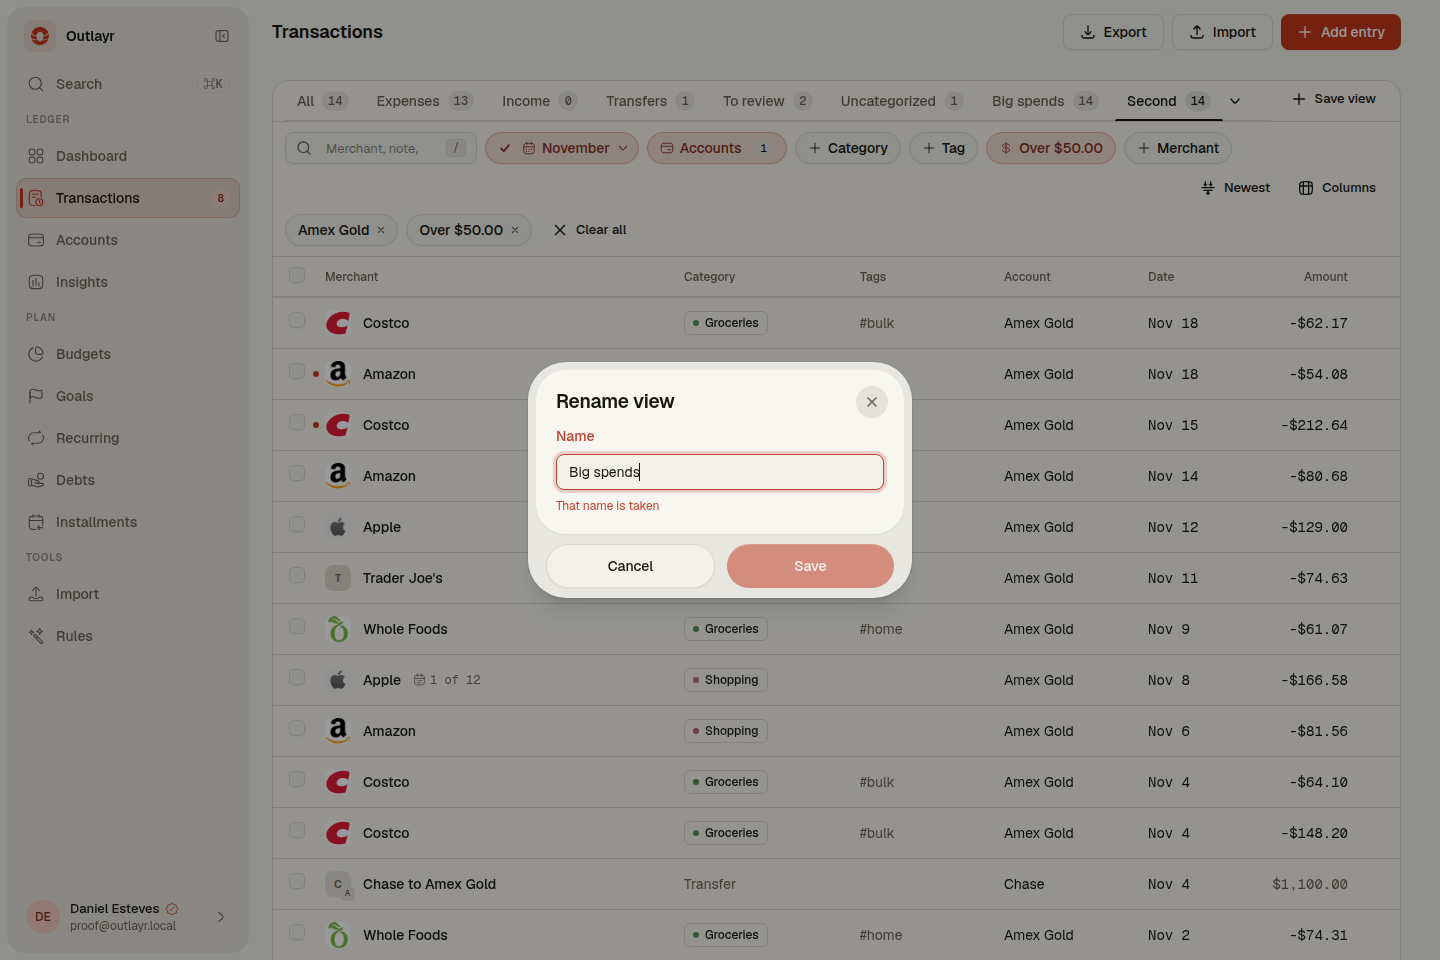 Outlayr
Search ⌘K
LEDGER
Dashboard
Transactions 8
Accounts
Insights
PLAN
Budgets
Goals
Recurring
Debts
Installments
TOOLS
Import
Rules
DE Daniel Esteves
proof@outlayr.local
Transactions
Export Import Add entry
All 14 Expenses 13 Income 0 Transfers 1 To review 2 Uncategorized 1 Big spends 14 Second 14 Save view
Merchant, note, / November Accounts 1 Category Tag Over $50.00 Merchant
Newest Columns
Amex Gold × Over $50.00 × Clear all
Merchant Category Tags Account Date Amount
Costco Groceries #bulk Amex Gold Nov 18 -$62.17
Amazon Amex Gold Nov 18 -$54.08
Costco Amex Gold Nov 15 -$212.64
Amazon Amex Gold Nov 14 -$80.68
Apple Amex Gold Nov 12 -$129.00
T Trader Joe's Amex Gold Nov 11 -$74.63
Whole Foods Groceries #home Amex Gold Nov 9 -$61.07
Apple 1 of 12 Shopping Amex Gold Nov 8 -$166.58
Amazon Shopping Amex Gold Nov 6 -$81.56
Costco Groceries #bulk Amex Gold Nov 4 -$64.10
Costco Groceries #bulk Amex Gold Nov 4 -$148.20
C A Chase to Amex Gold Transfer Chase Nov 4 $1,100.00
Whole Foods Groceries #home Amex Gold Nov 2 -$74.31
Rename view
Name
Big spends
That name is taken
Cancel Save